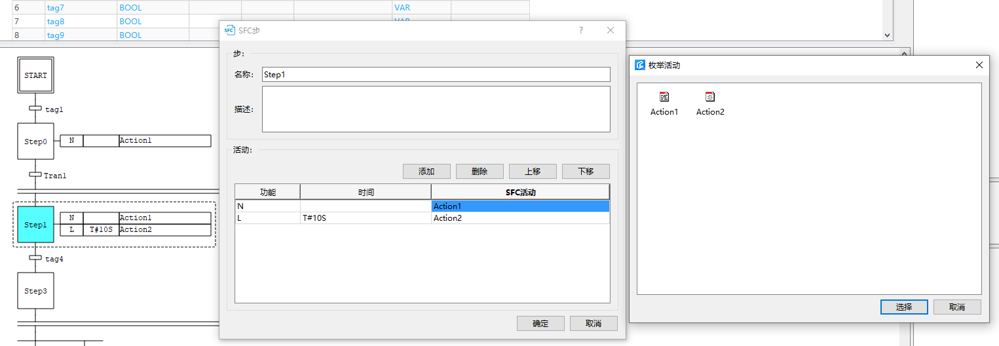 6 tag7 BOOL VAR
7 tag8 BOOL VAR
8 tag9 BOOL
START
tag1
Step0 N Action1
Tran1
Step1 N Action1
L T#10S Action2
tag4
Step3
SFC SFC步 ?
步:
名称: Step1
描述:
活动:
添加 删除 上移 下移
功能 时间 SFC活动
N Action1
L T#10S Action2
确定 取消
枚举活动
Action1 Action2
选择 取消